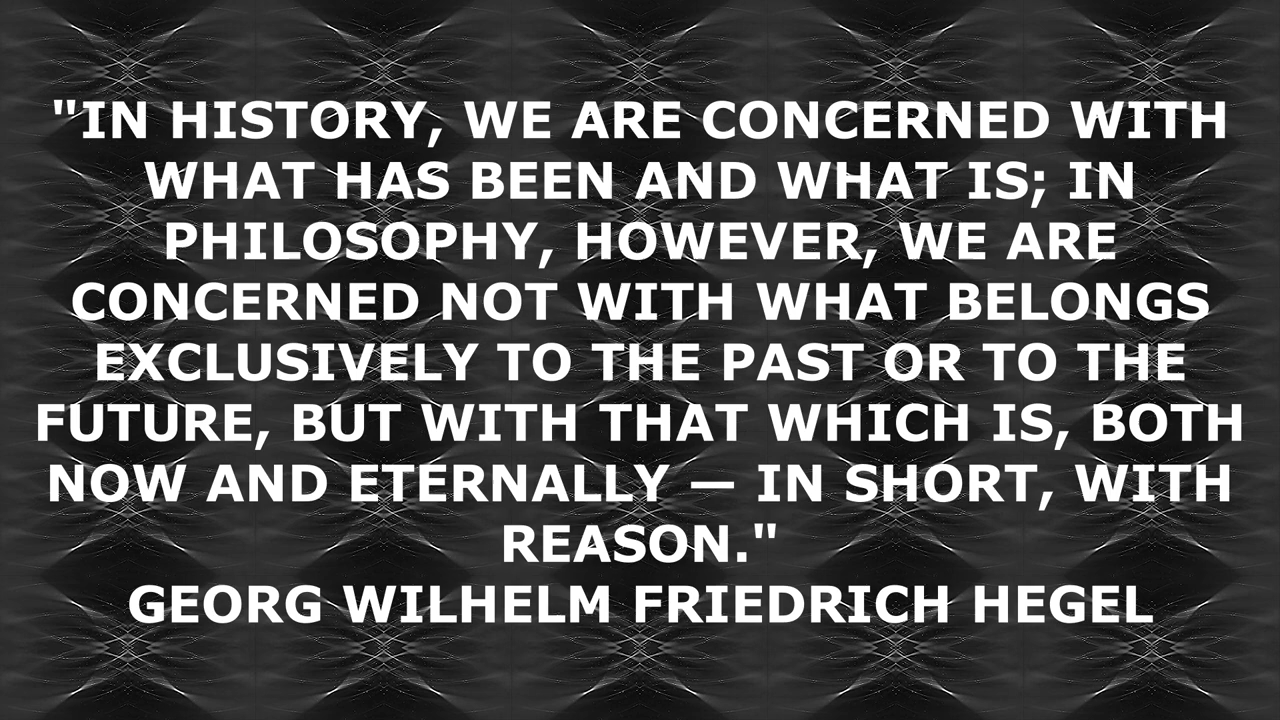 "IN HISTORY, WE ARE CONCERNED WITH
WHAT HAS BEEN AND WHAT IS; IN
PHILOSOPHY, HOWEVER, WE ARE
CONCERNED NOT WITH WHAT BELONGS
EXCLUSIVELY TO THE PAST OR TO THE
FUTURE, BUT WITH THAT WHICH IS, BOTH
NOW AND ETERNALLY — IN SHORT, WITH
REASON."
GEORG WILHELM FRIEDRICH HEGEL